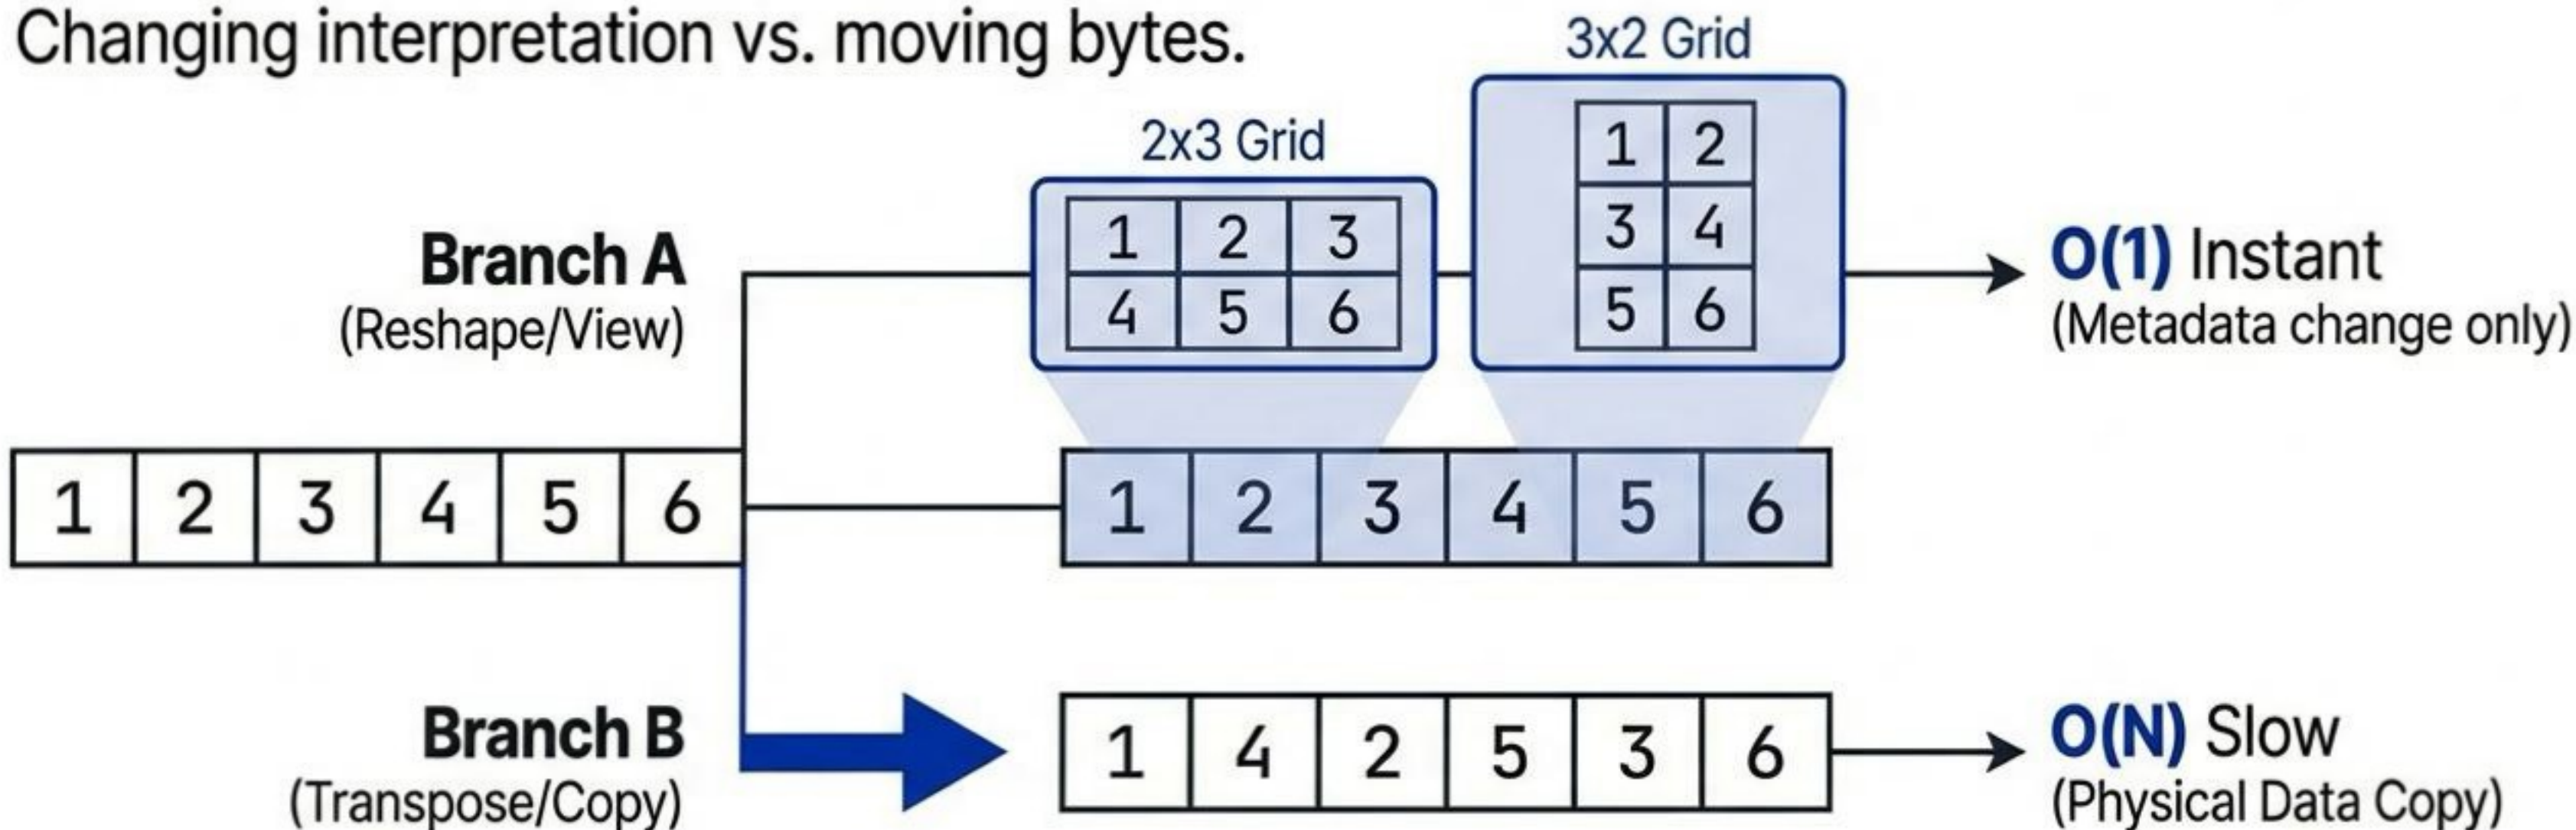 Changing interpretation vs. moving bytes.
3x2 Grid
2x3 Grid
1 2
3 4
5 6
1 2 3
4 5 6
Branch A
(Reshape/View)
O(1) Instant
(Metadata change only)
1 2 3 4 5 6
1 2 3 4 5 6
Branch B
(Transpose/Copy)
1 4 2 5 3 6
O(N) Slow
(Physical Data Copy)